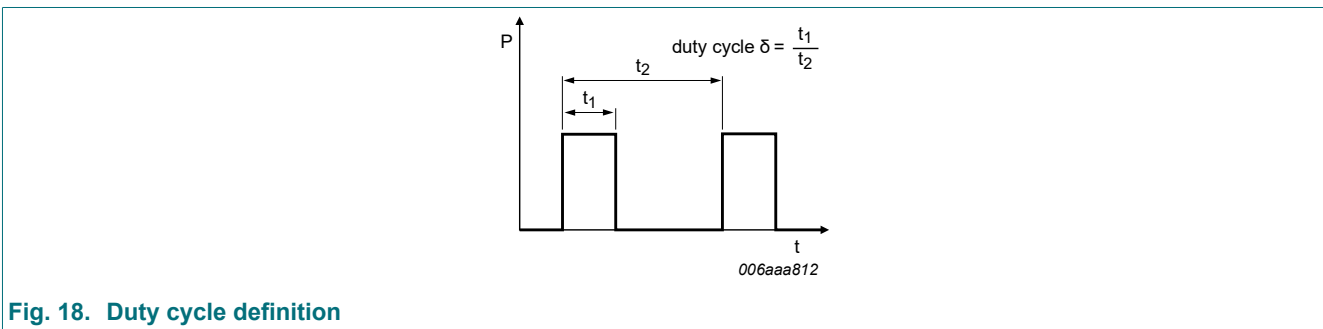 P
duty cycle δ = t1
t2
t2
t1
t
006aaa812
Fig. 18. Duty cycle definition